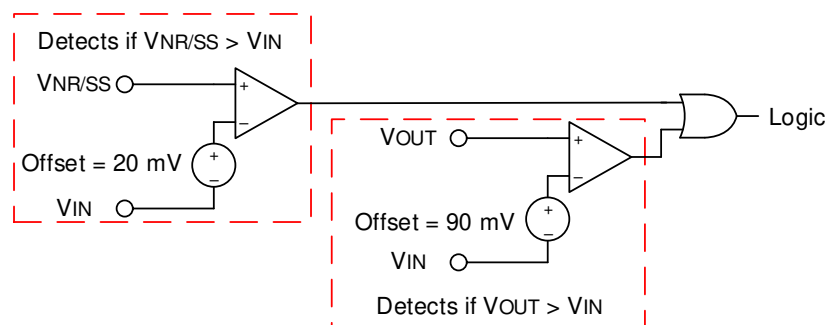 Detects if VNR/SS > VIN
VNR/SS
+
−
+
−
Offset = 20 mV
VIN
VOUT
+
−
+
−
Offset = 90 mV
VIN
Detects if VOUT > VIN
Logic